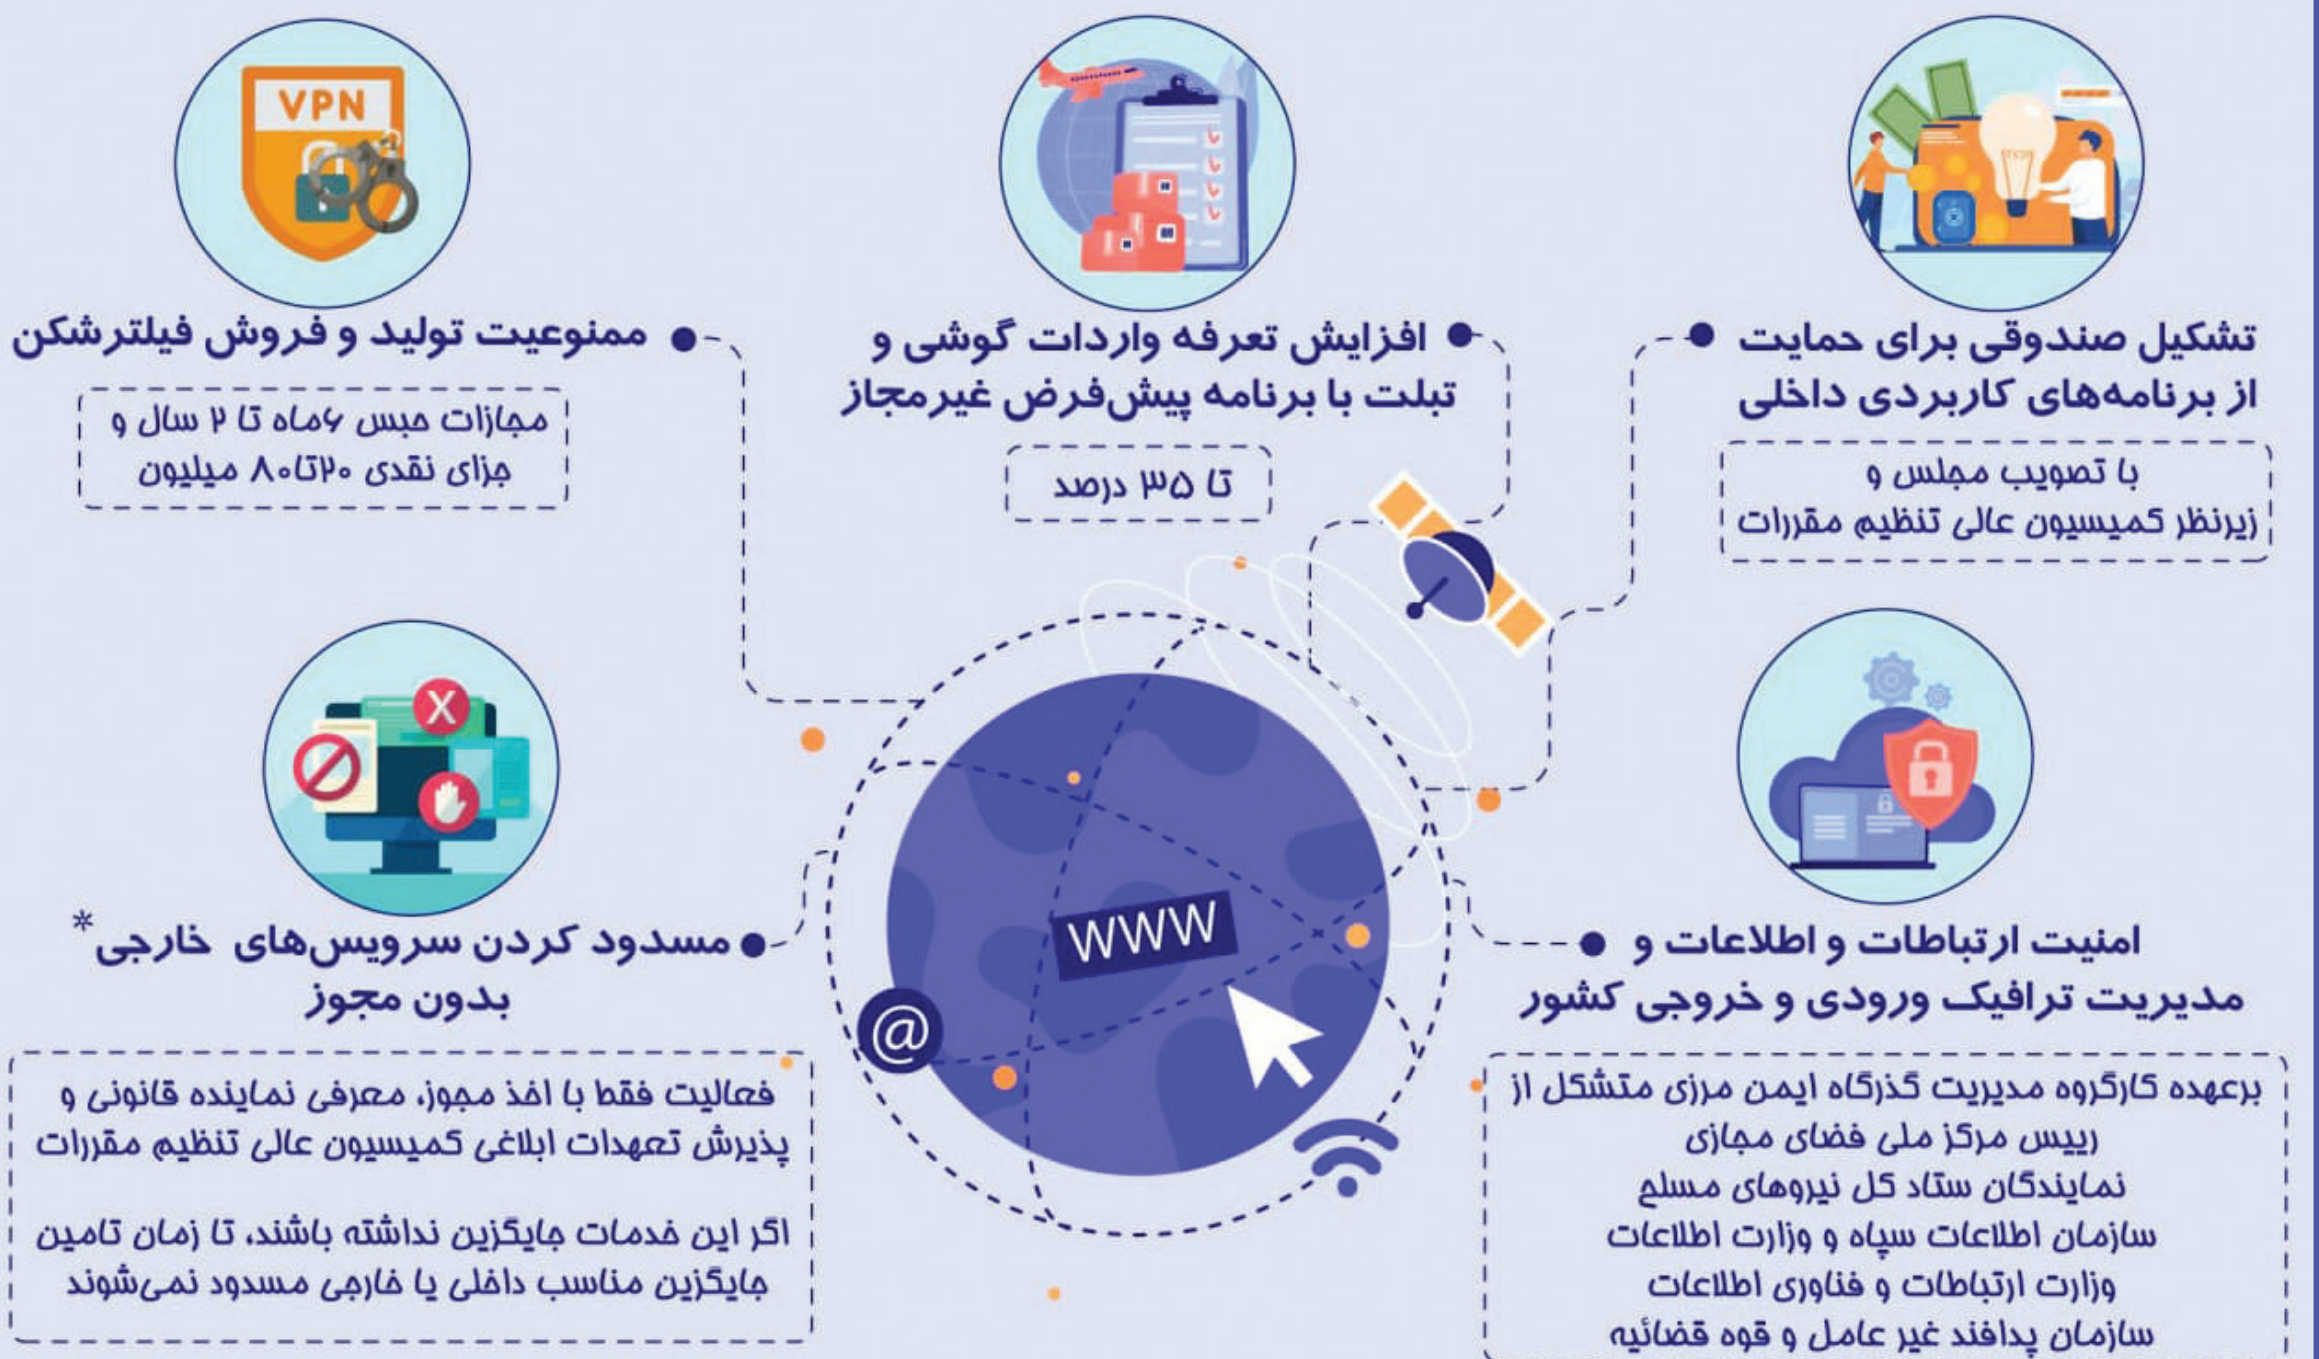 تشکیل صندوقی برای حمایت
از برنامه‌های کاربردی داخلی
با تصویب مجلس و
زیرنظر کمیسیون عالی تنظیم مقررات
افزایش تعرفه واردات گوشی و
تبلت با برنامه پیش‌فرض غیرمجاز
تا ۳۵ درصد
VPN
ممنوعیت تولید و فروش فیلترشکن
مجازات حبس ۶ماه تا ۲ سال و
جزای نقدی ۲۰تا۸۰ میلیون
امنیت ارتباطات و اطلاعات و
مدیریت ترافیک ورودی و خروجی کشور
برعهده کارگروه مدیریت گذرگاه ایمن مرزی متشکل از
رییس مرکز ملی فضای مجازی
نمایندگان ستاد کل نیروهای مسلح
سازمان اطلاعات سپاه و وزارت اطلاعات
وزارت ارتباطات و فناوری اطلاعات
سازمان پدافند غیر عامل و قوه قضائیه
WWW
@
X
مسدود کردن سرویس‌های خارجی*
بدون مجوز
فعالیت فقط با اخذ مجوز، معرفی نماینده قانونی و
پذیرش تعهدات ابلاغی کمیسیون عالی تنظیم مقررات
اگر این خدمات جایگزین نداشته باشند، تا زمان تامین
جایگزین مناسب داخلی یا خارجی مسدود نمی‌شوند